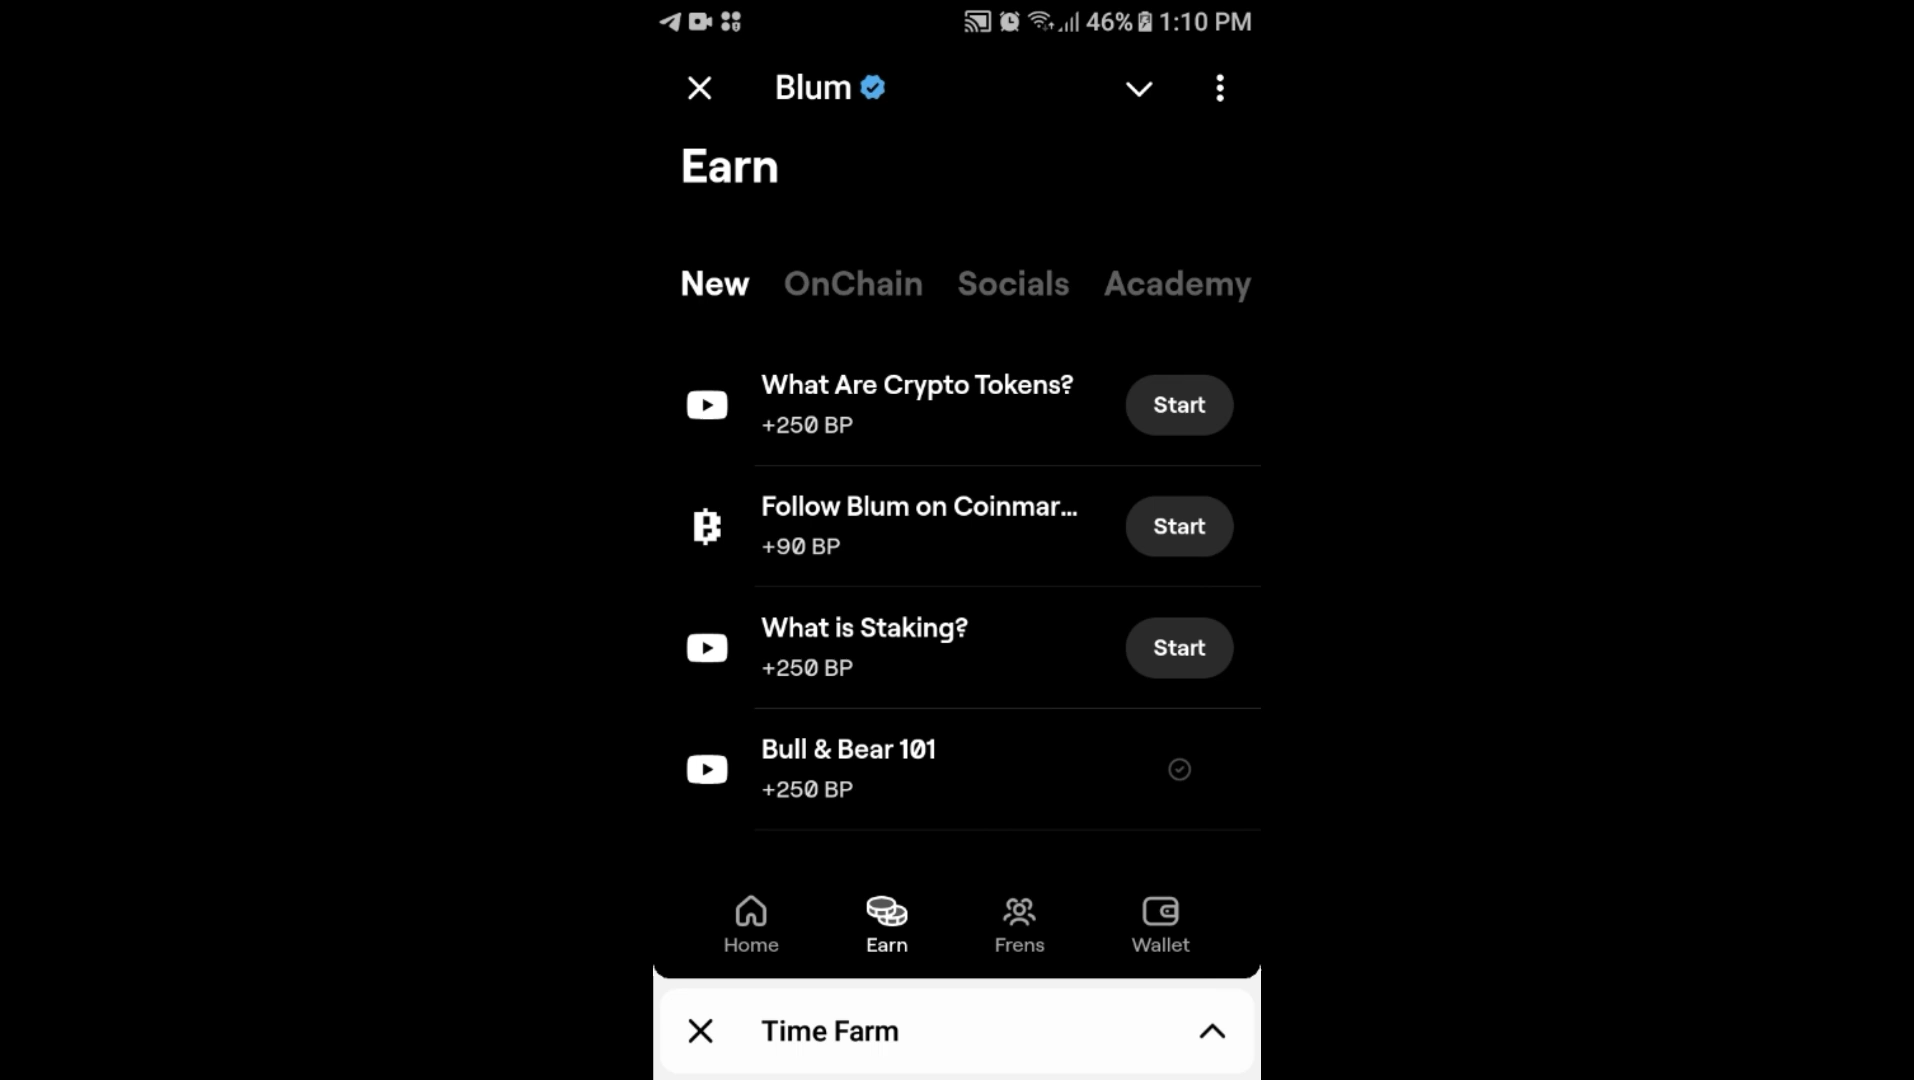 46% 1:10 PM
Blum
Earn
New OnChain Socials Academy
What Are Crypto Tokens?
+250 BP
Start
Follow Blum on Coinmar...
+90 BP
Start
What is Staking?
+250 BP
Start
Bull & Bear 101
+250 BP
Home Earn Frens Wallet
Time Farm